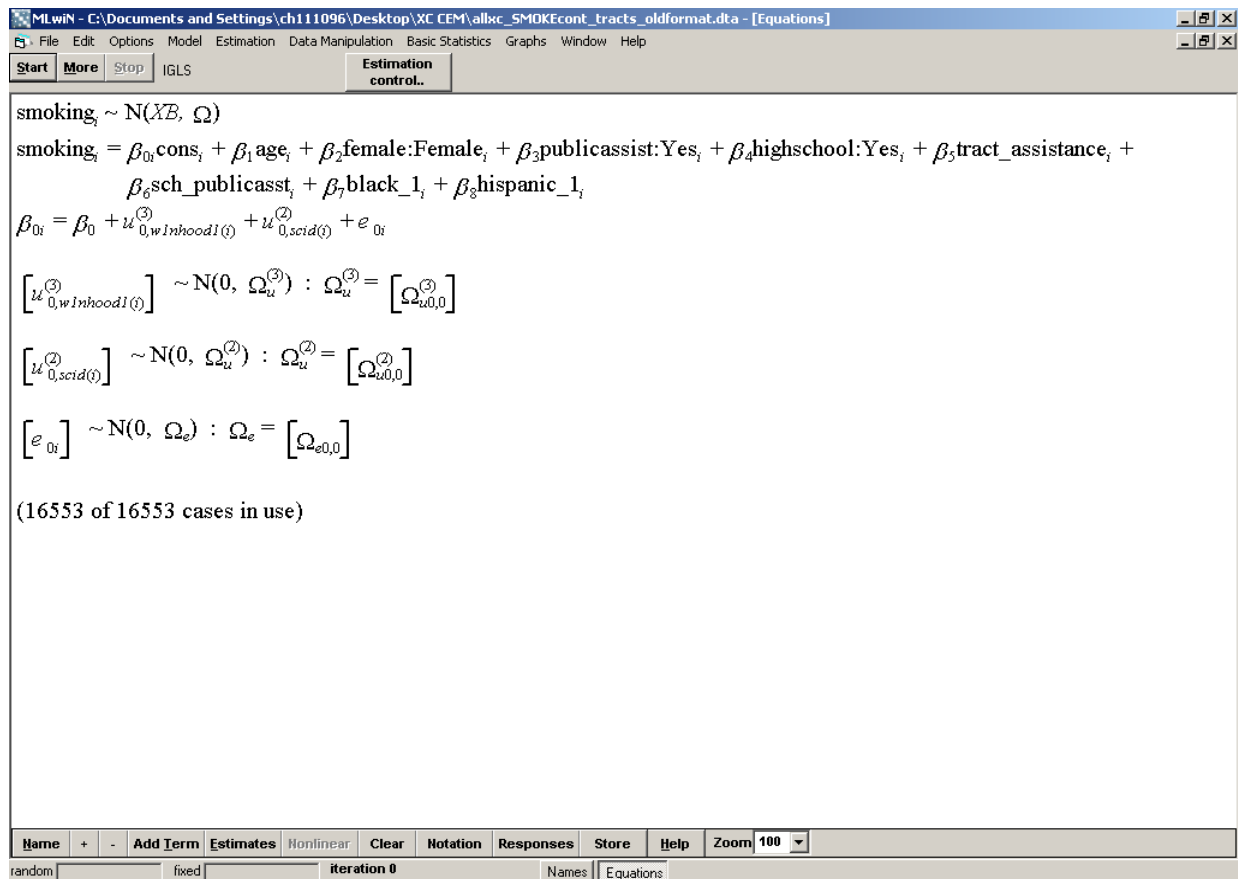 MLwiN - C:\Documents and Settings\ch111096\Desktop\XC CEM\allxc_SMOKEcont_tracts_oldformat.dta - [Equations]
File Edit Options Model Estimation Data Manipulation Basic Statistics Graphs Window Help
Start More Stop IGLS Estimation control..
smokingᵢ ~ N(XB, Ω)
smokingᵢ = β₀ᵢconsᵢ + β₁ageᵢ + β₂female:Femaleᵢ + β₃publicassist:Yesᵢ + β₄highschool:Yesᵢ + β₅tract_assistanceᵢ +
β₆sch_publicasstᵢ + β₇black_1ᵢ + β₈hispanic_1ᵢ
β₀ᵢ = β₀ + u⁽³⁾₀,w1nhood1(i) + u⁽²⁾₀,scid(i) + e₀ᵢ
[u⁽³⁾₀,w1nhood1(i)] ~ N(0, Ωᵤ⁽³⁾) : Ωᵤ⁽³⁾ = [Ω⁽³⁾u0,0]
[u⁽²⁾₀,scid(i)] ~ N(0, Ωᵤ⁽²⁾) : Ωᵤ⁽²⁾ = [Ω⁽²⁾u0,0]
[e₀ᵢ] ~ N(0, Ωₑ) : Ωₑ = [Ωe0,0]
(16553 of 16553 cases in use)
Name + - Add Term Estimates Nonlinear Clear Notation Responses Store Help Zoom 100
random fixed iteration 0 Names Equations